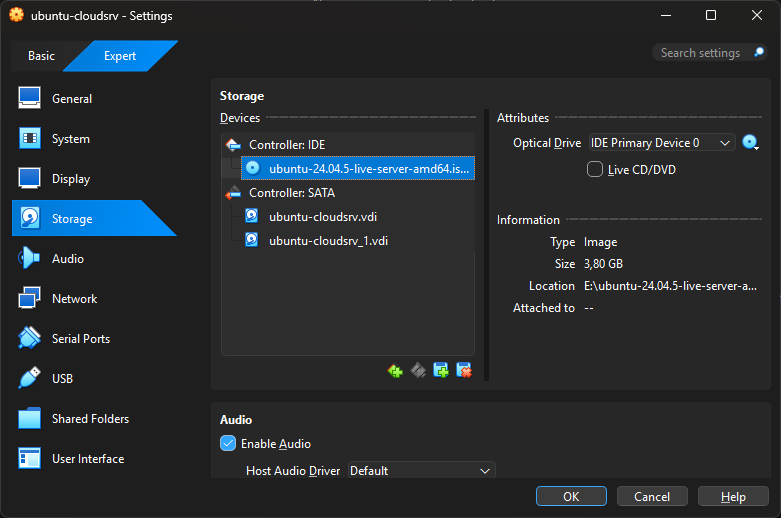 ubuntu-cloudsrv - Settings
Basic
Expert
Search settings
General
System
Display
Storage
Audio
Network
Serial Ports
USB
Shared Folders
User Interface
Storage
Devices
Controller: IDE
ubuntu-24.04.5-live-server-amd64.is...
Controller: SATA
ubuntu-cloudsrv.vdi
ubuntu-cloudsrv_1.vdi
Attributes
Optical Drive IDE Primary Device 0
Live CD/DVD
Information
Type Image
Size 3,80 GB
Location E:\ubuntu-24.04.5-live-server-a...
Attached to --
Audio
Enable Audio
Host Audio Driver Default
OK Cancel Help